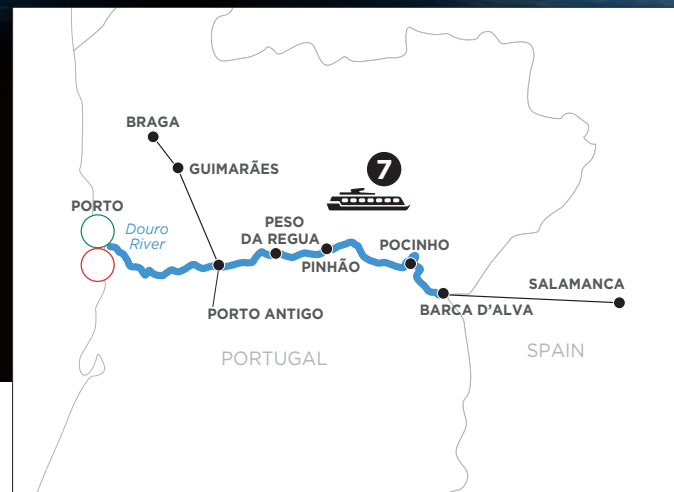 BRAGA
GUIMARÃES
7
PORTO
Douro
River
PESO
DA REGUA
PINHÃO
POCINHO
SALAMANCA
BARCA D'ALVA
PORTO ANTIGO
PORTUGAL
SPAIN